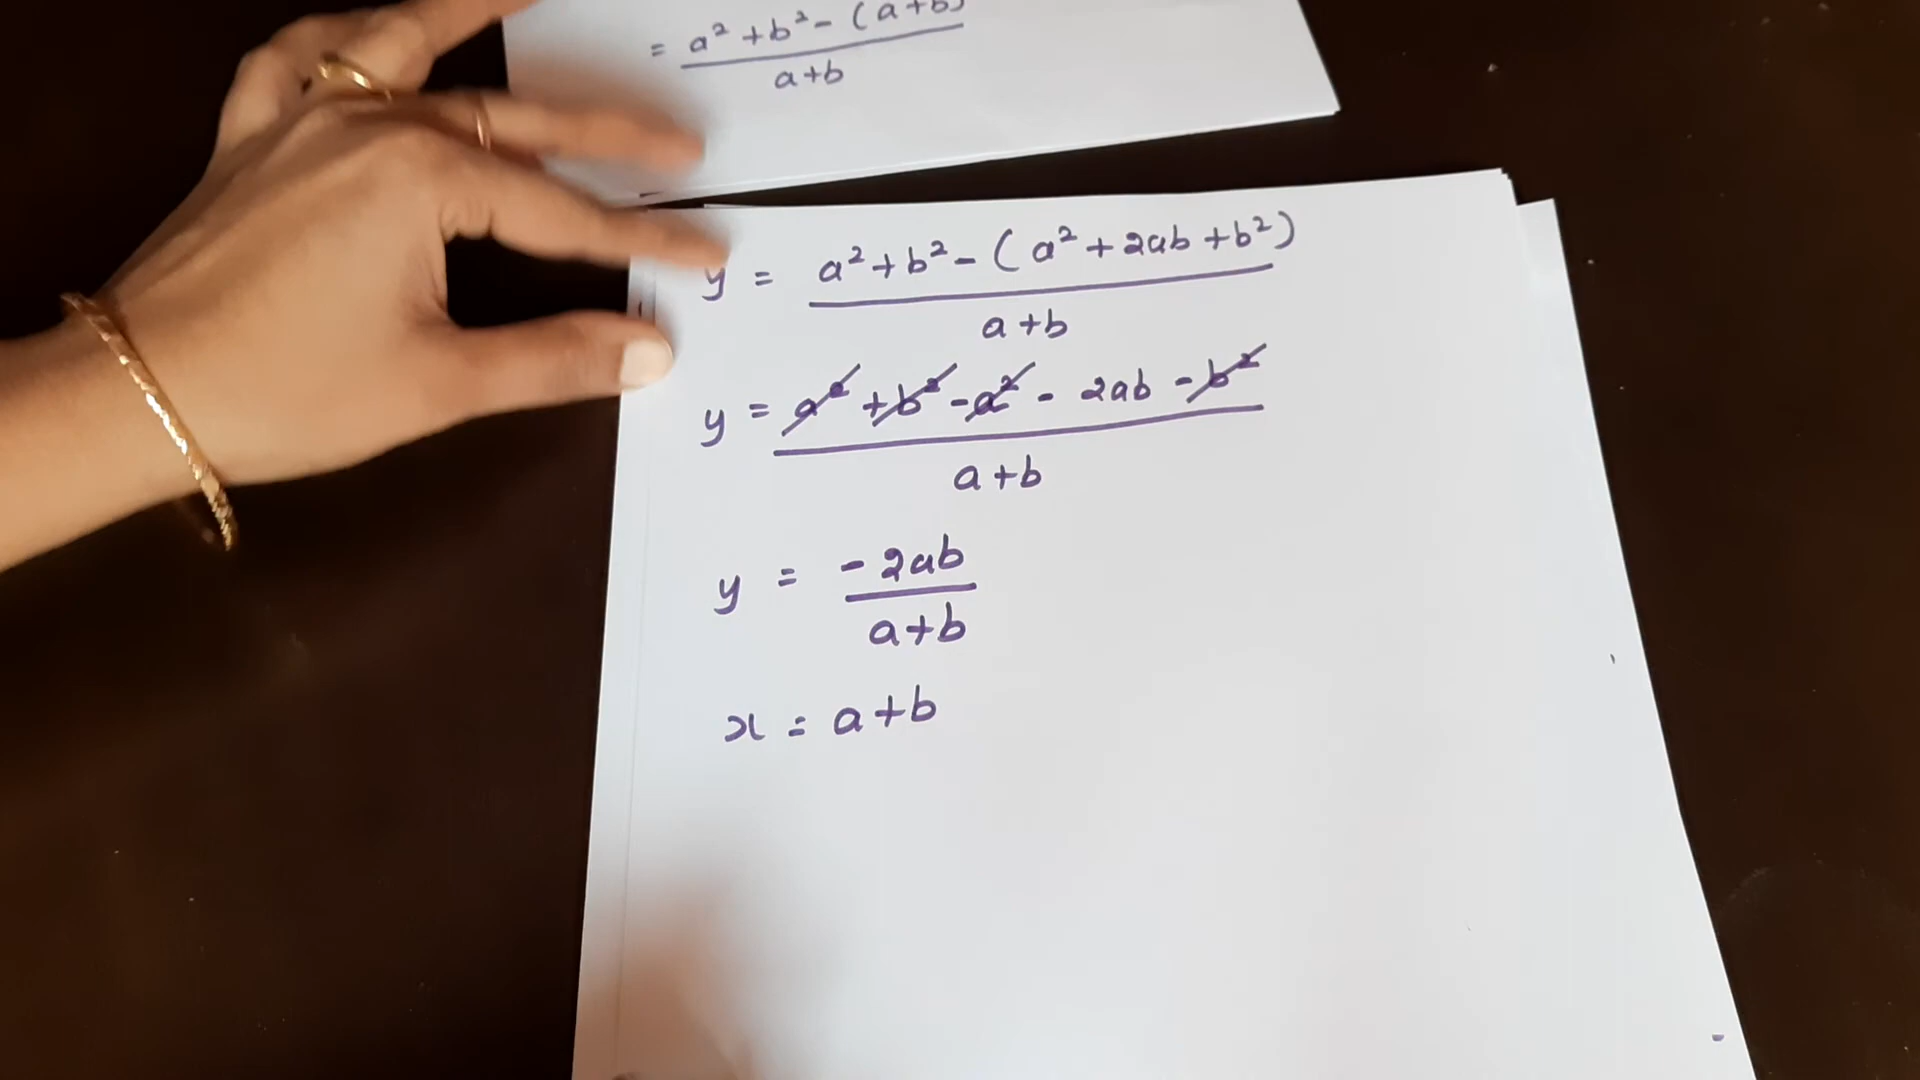 = a² + b² - (a+b)
a+b
y = a² + b² - (a² + 2ab + b²)
a+b
y = a² + b² - a² - 2ab - b²
a+b
y = -2ab
a+b
x = a+b